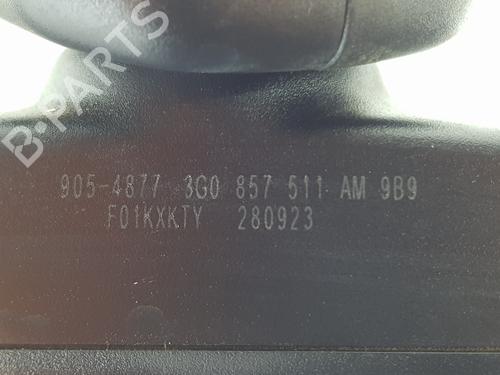 B-PARTS
905-4877 3G0 857 511 AM 9B9
F01KXKTY 280923